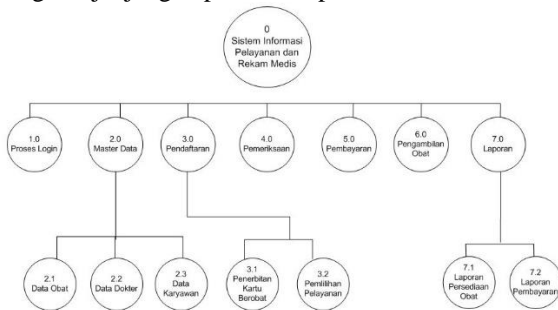 0
Sistem Informasi
Pelayanan dan
Rekam Medis
1.0
Proses Login
2.0
Master Data
3.0
Pendaftaran
4.0
Pemeriksaan
5.0
Pembayaran
6.0
Pengambilan
Obat
7.0
Laporan
2.1
Data Obat
2.2
Data Dokter
2.3
Data
Karyawan
3.1
Penerbitan
Kartu
Berobat
3.2
Pemlilihan
Pelayanan
7.1
Laporan
Persediaan
Obat
7.2
Laporan
Pembayaran